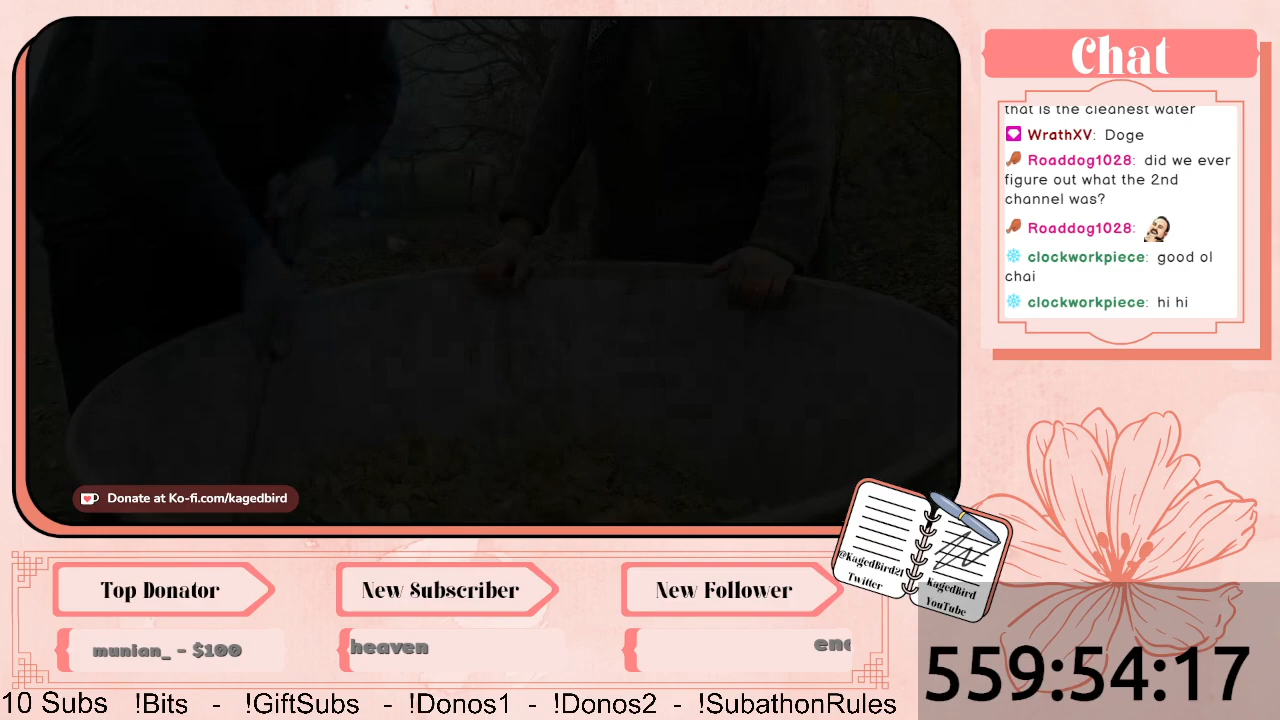 Chat
that is the cleanest water
WrathXV: Doge
Roaddog1028: did we ever
figure out what the 2nd
channel was?
Roaddog1028:
clockworkpiece: good ol
chai
clockworkpiece: hi hi
Donate at Ko-fi.com/kagedbird
@KagedBird21
Twitter
KagedBird
YouTube
Top Donator
New Subscriber
New Follower
munian_ - $100
heaven
10 Subs !Bits - !GiftSubs - !Donos1 - !Donos2 - !SubathonRules
559:54:17